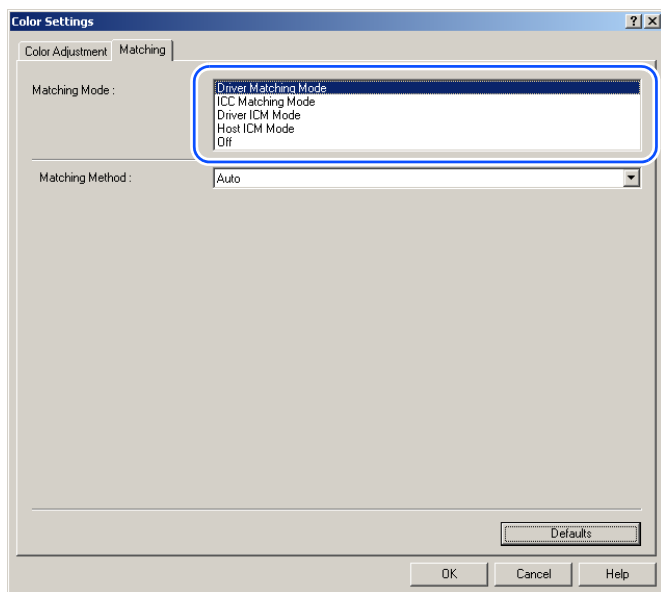 Color Settings
Color Adjustment Matching
Matching Mode :
Driver Matching Mode
ICC Matching Mode
Driver ICM Mode
Host ICM Mode
Off
Matching Method :
Auto
Defaults
OK Cancel Help